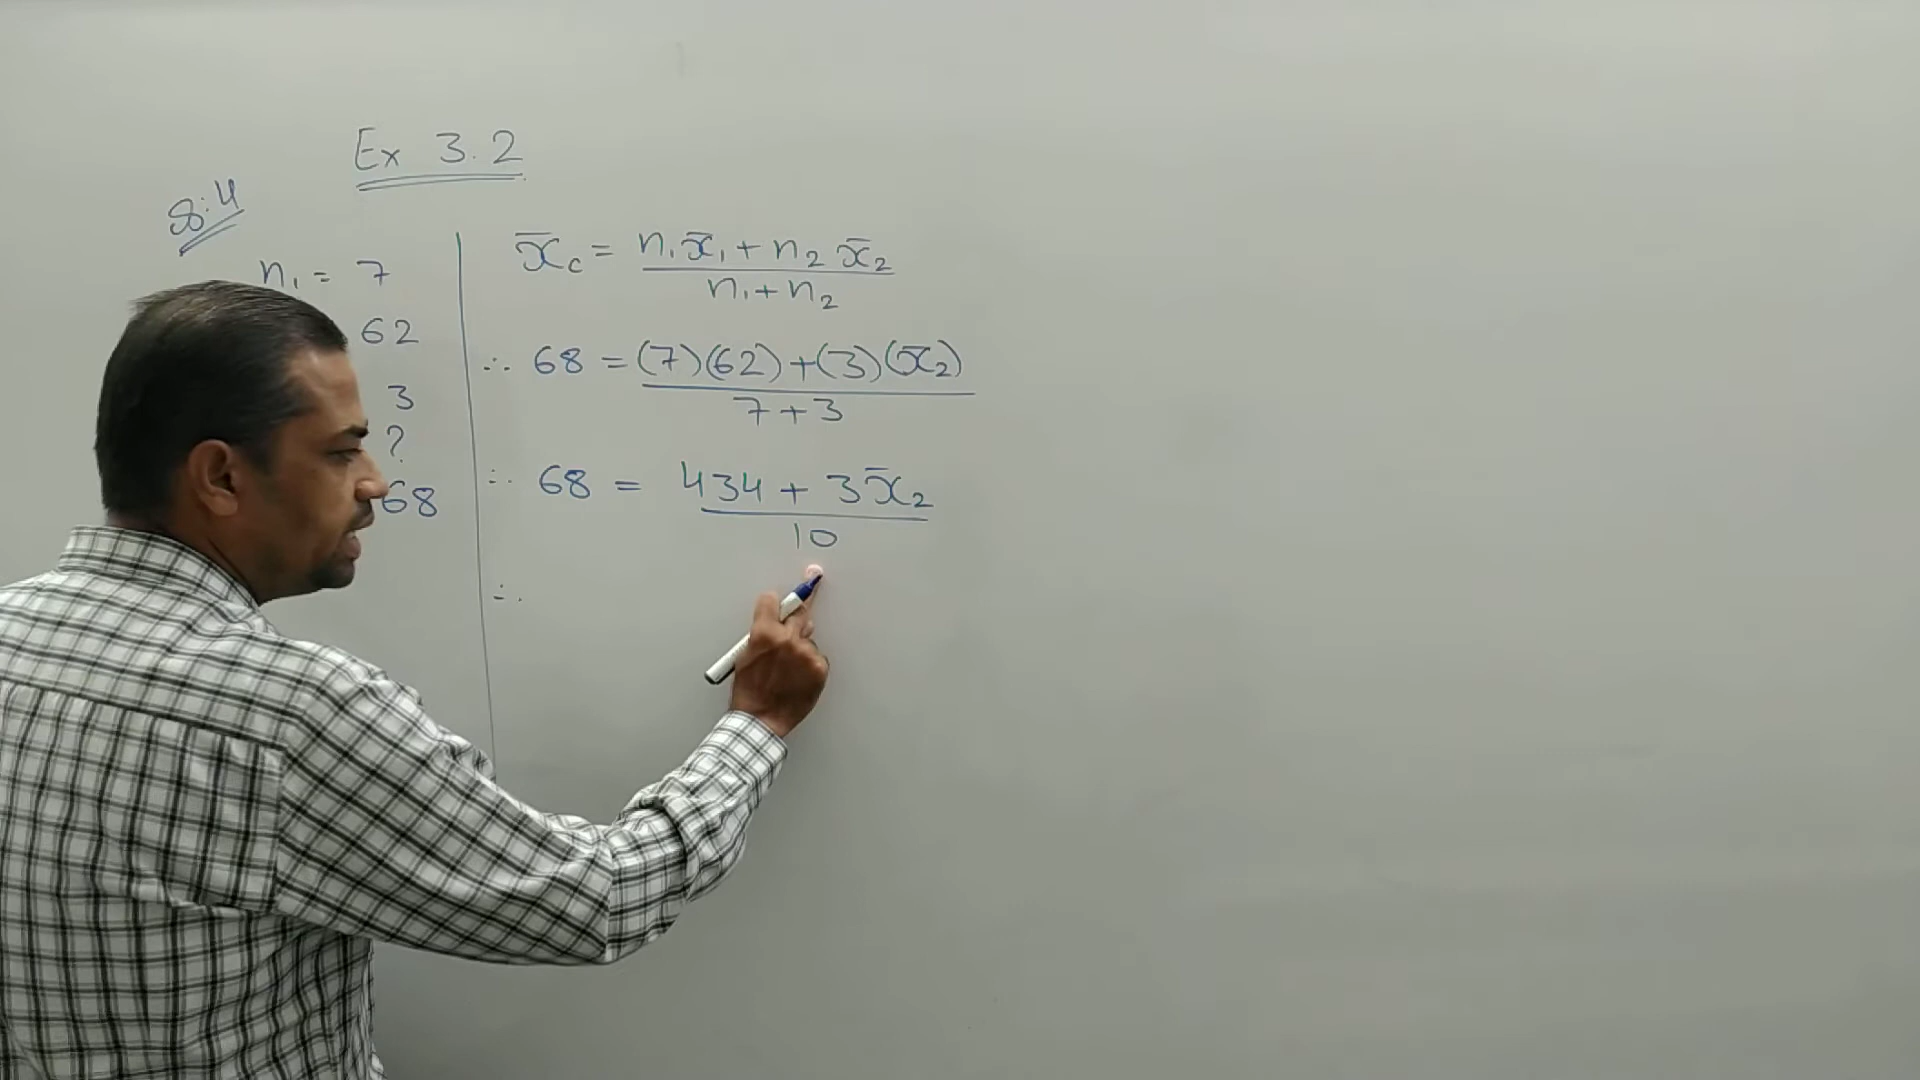 Ex 3.2
8:4
n₁ = 7
62
3
?
68
x̄c = n₁x̄₁ + n₂x̄₂
n₁ + n₂
∴ 68 = (7)(62) + (3)(x̄₂)
7 + 3
∴ 68 = 434 + 3x̄₂
10
∴